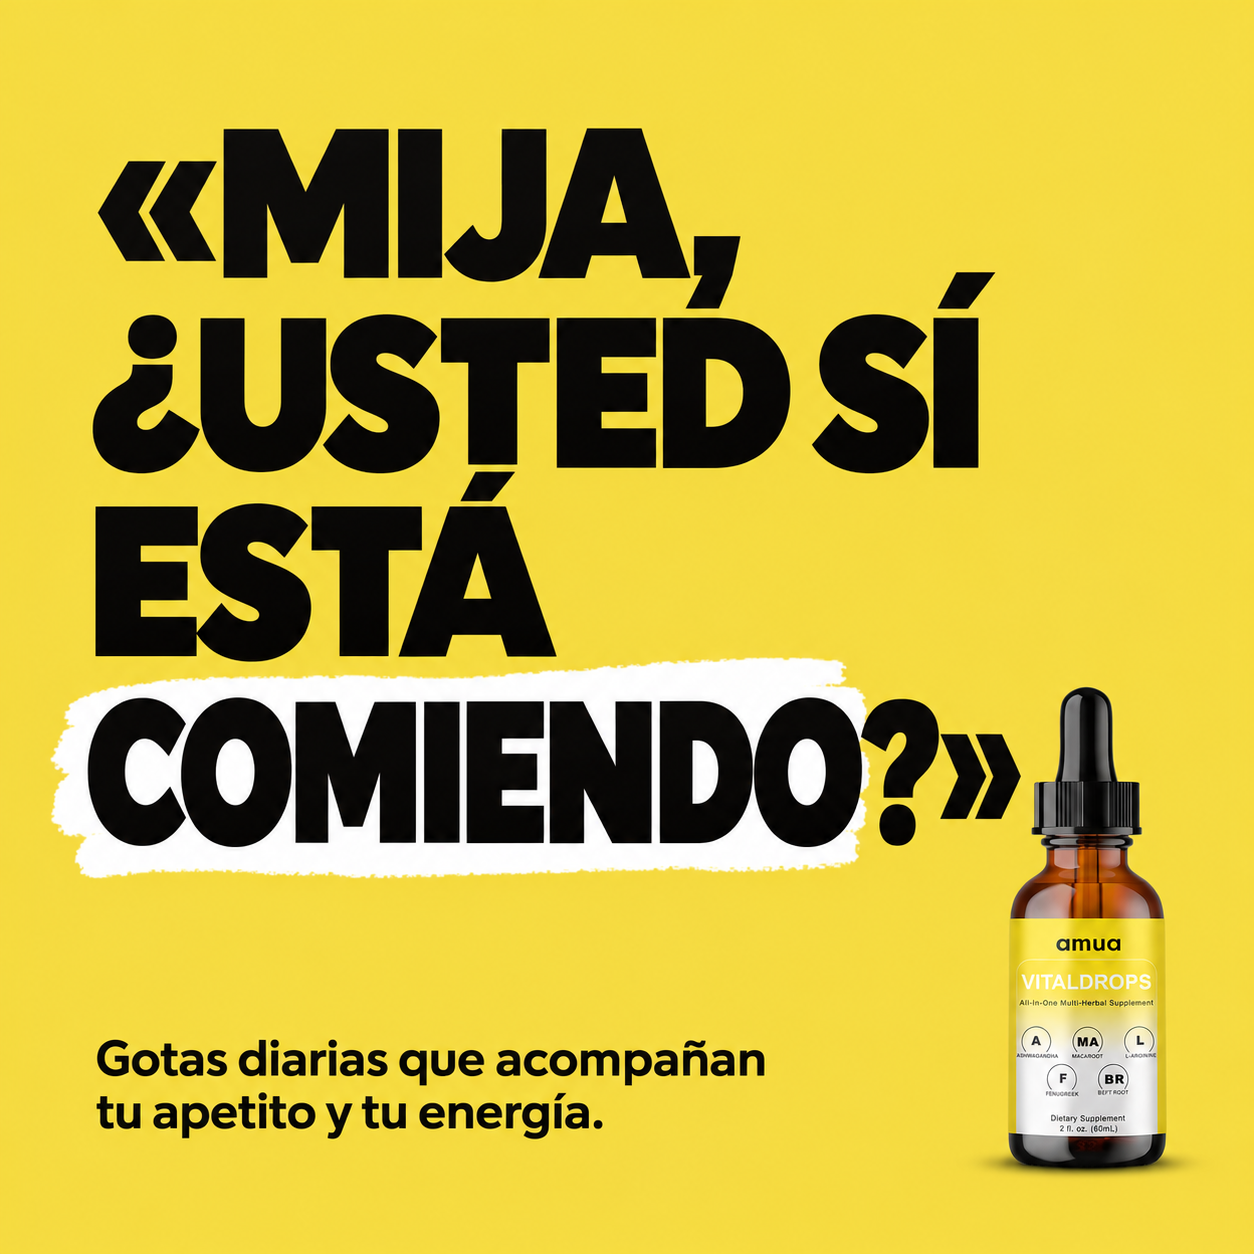 «MIJA,
¿USTED SÍ
ESTÁ
COMIENDO?»
Gotas diarias que acompañan
tu apetito y tu energía.
amua
VITALDROPS
All-In-One Multi-Herbal Supplement
A MA L
ASHWAGANDHA MACAROOT L-ARGININE
F BR
FENUGREEK BEFT ROOT
Dietary Supplement
2 fl. oz. (60mL)